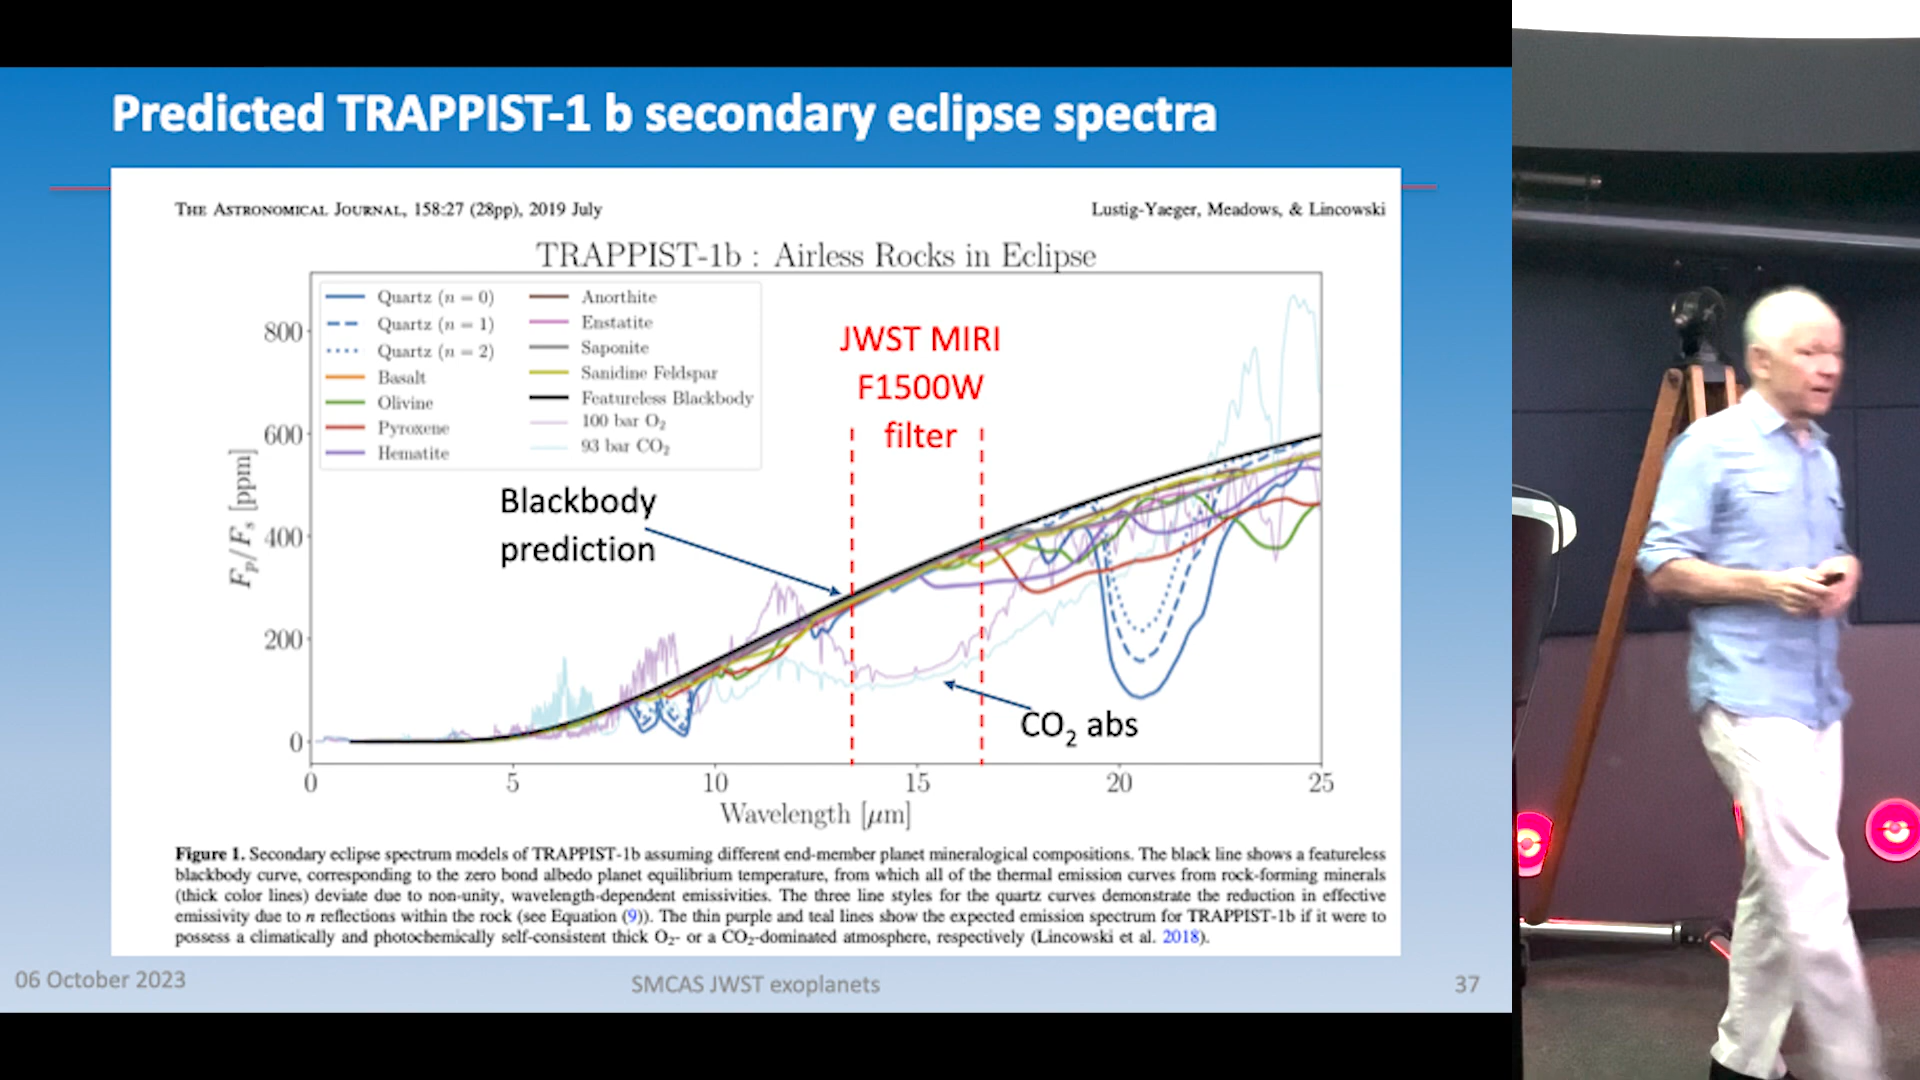 Predicted TRAPPIST-1 b secondary eclipse spectra
THE ASTRONOMICAL JOURNAL, 158:27 (28pp), 2019 July
Lustig-Yaeger, Meadows, & Lincowski
TRAPPIST-1b : Airless Rocks in Eclipse
Quartz (n = 0)
Quartz (n = 1)
Quartz (n = 2)
Basalt
Olivine
Pyroxene
Hematite
Anorthite
Enstatite
Saponite
Sanidine Feldspar
Featureless Blackbody
100 bar O₂
93 bar CO₂
JWST MIRI
F1500W
filter
Blackbody
prediction
CO₂ abs
800
600
400
200
0
Fp/Fs [ppm]
0 5 10 15 20 25
Wavelength [μm]
Figure 1. Secondary eclipse spectrum models of TRAPPIST-1b assuming different end-member planet mineralogical compositions. The black line shows a featureless
blackbody curve, corresponding to the zero bond albedo planet equilibrium temperature, from which all of the thermal emission curves from rock-forming minerals
(thick color lines) deviate due to non-unity, wavelength-dependent emissivities. The three line styles for the quartz curves demonstrate the reduction in effective
emissivity due to n reflections within the rock (see Equation (9)). The thin purple and teal lines show the expected emission spectrum for TRAPPIST-1b if it were to
possess a climatically and photochemically self-consistent thick O₂- or a CO₂-dominated atmosphere, respectively (Lincowski et al. 2018).
06 October 2023
SMCAS JWST exoplanets
37